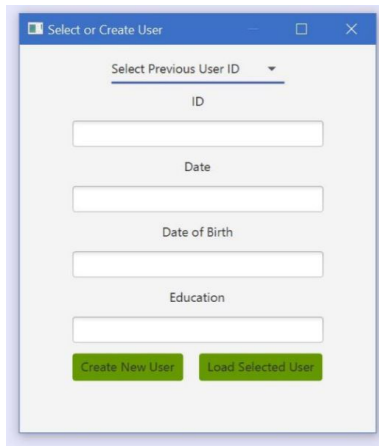 Select or Create User
Select Previous User ID
ID
Date
Date of Birth
Education
Create New User Load Selected User